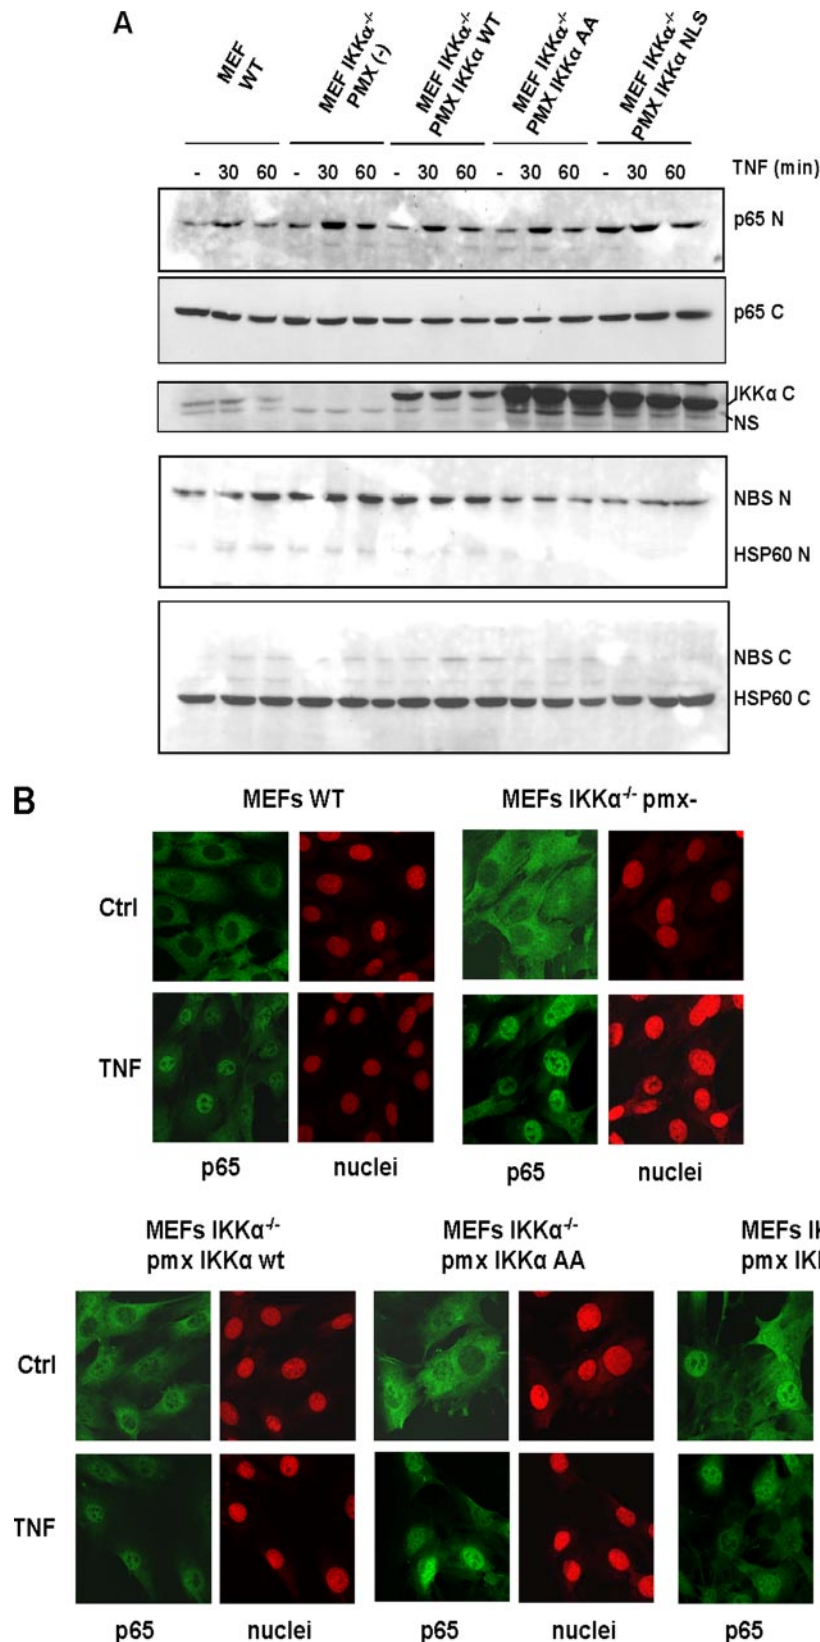 A
MEF
WT
MEF IKKα-/-
PMX (-)
MEF IKKα-/-
PMX IKKα WT
MEF IKKα-/-
PMX IKKα AA
MEF IKKα-/-
PMX IKKα NLS
- 30 60 - 30 60 - 30 60 - 30 60 - 30 60 TNF (min)
p65 N
p65 C
IKKα C
NS
NBS N
HSP60 N
NBS C
HSP60 C
B
MEFs WT MEFs IKKα-/- pmx-
Ctrl
TNF
p65 nuclei p65 nuclei
MEFs IKKα-/- MEFs IKKα-/- MEFs
pmx IKKα wt pmx IKKα AA pmx
Ctrl
TNF
p65 nuclei p65 nuclei p65